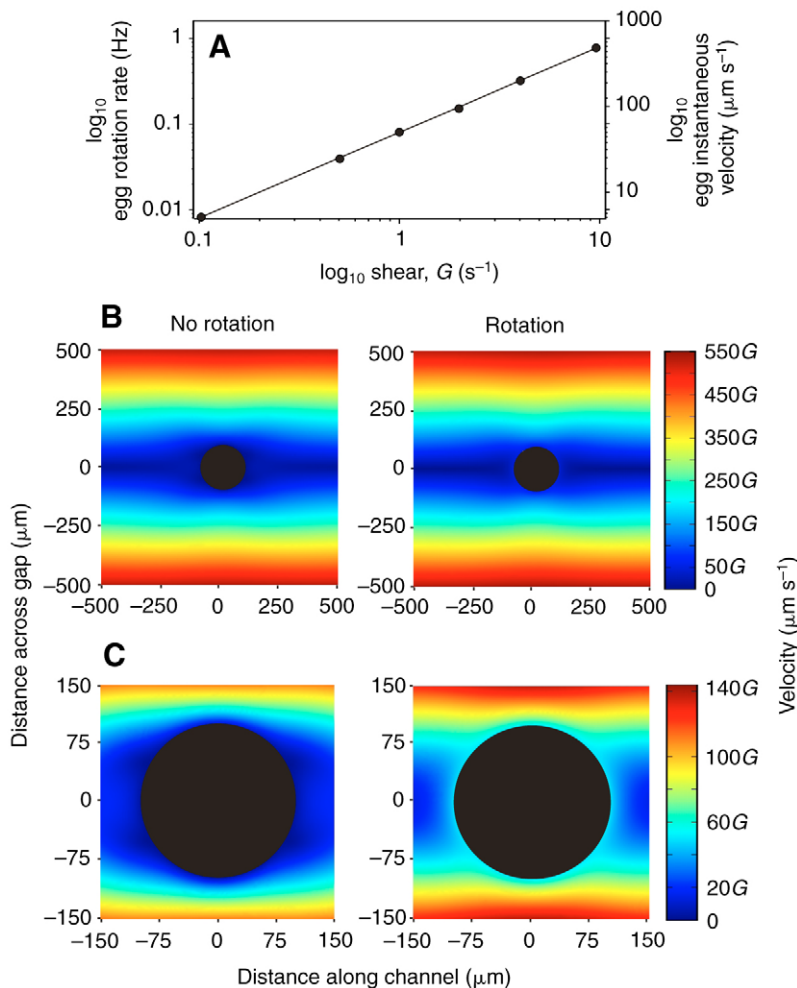 A
log₁₀
egg rotation rate (Hz)
1
0.1
0.01
1000
100
10
log₁₀
egg instantaneous
velocity (μm s⁻¹)
0.1 1 10
log₁₀ shear, G (s⁻¹)
B
No rotation
Rotation
500
250
0
−250
−500
−500 −250 0 250 500
500
250
0
−250
−500
−500 −250 0 250 500
550G
450G
350G
250G
150G
50G
0
Distance across gap (μm)
Velocity (μm s⁻¹)
C
150
75
0
−75
−150
−150 −75 0 75 150
150
75
0
−75
−150
−150 −75 0 75 150
140G
100G
60G
20G
0
Distance along channel (μm)